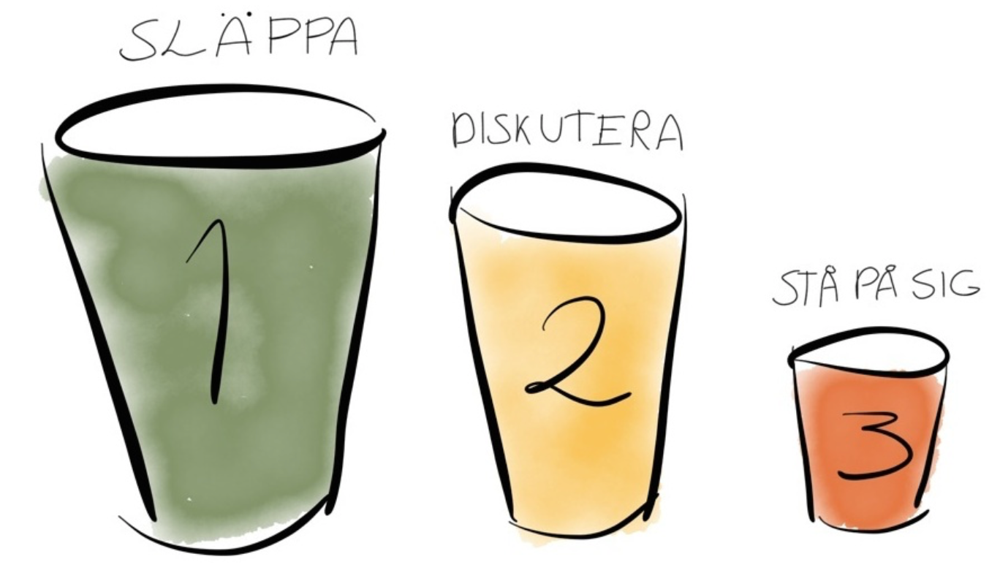 SLÄPPA
1
DISKUTERA
2
STÅ PÅ SIG
3